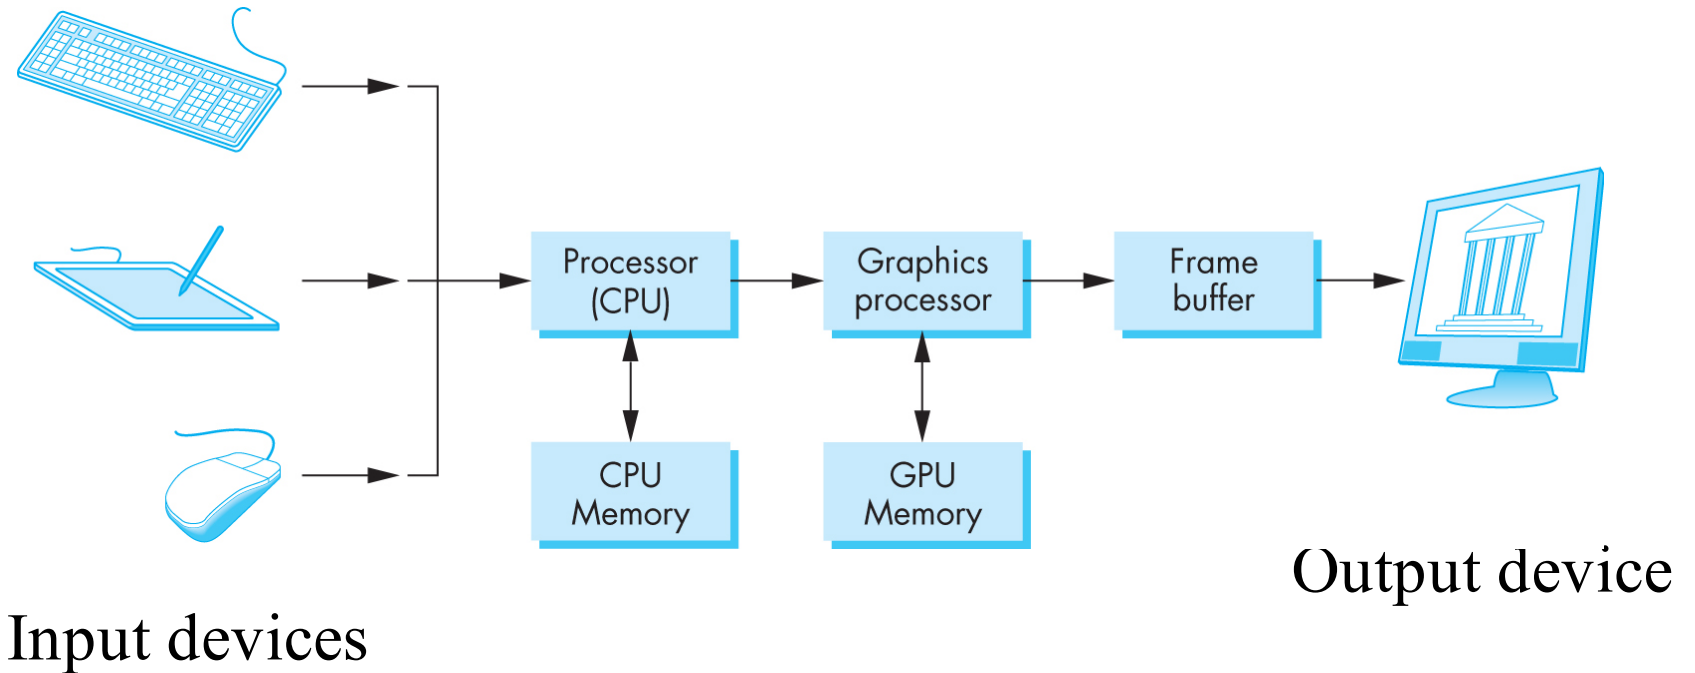 Processor
(CPU)
Graphics
processor
Frame
buffer
CPU
Memory
GPU
Memory
Output device
Input devices